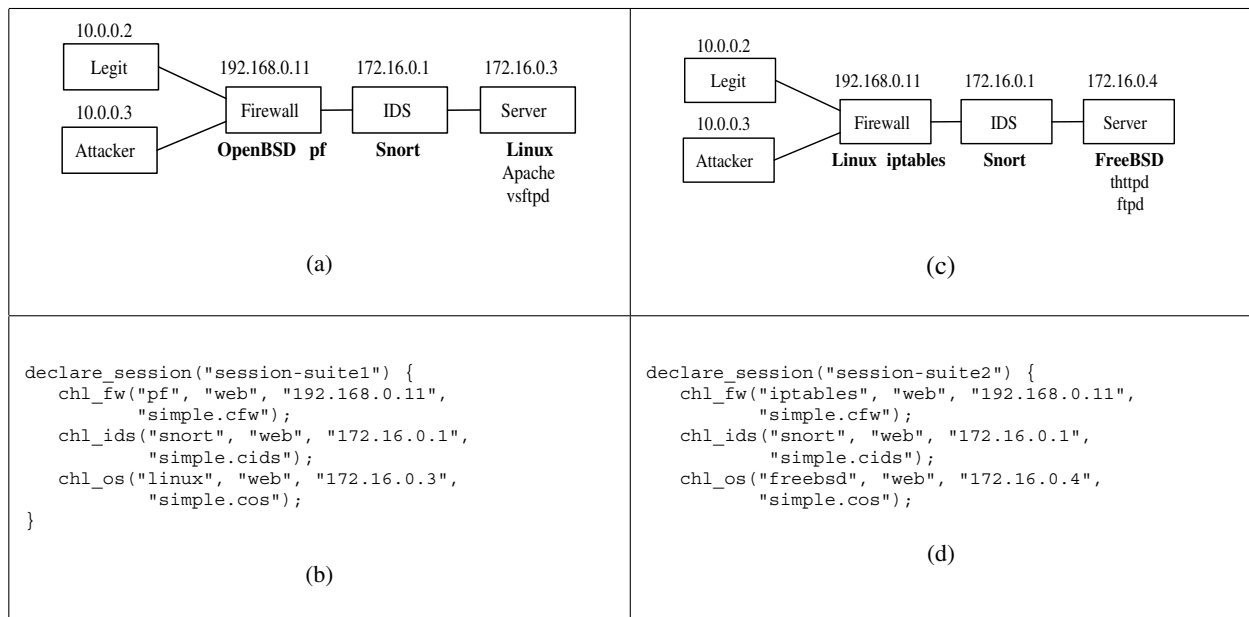 10.0.0.2
Legit
192.168.0.11 172.16.0.1 172.16.0.3
10.0.0.3
Firewall IDS Server
Attacker
OpenBSD pf Snort Linux
Apache
vsftpd
(a)
10.0.0.2
Legit
192.168.0.11 172.16.0.1 172.16.0.4
10.0.0.3
Firewall IDS Server
Attacker
Linux iptables Snort FreeBSD
thttpd
ftpd
(c)
declare_session("session-suite1") {
chl_fw("pf", "web", "192.168.0.11",
"simple.cfw");
chl_ids("snort", "web", "172.16.0.1",
"simple.cids");
chl_os("linux", "web", "172.16.0.3",
"simple.cos");
}
(b)
declare_session("session-suite2") {
chl_fw("iptables", "web", "192.168.0.11",
"simple.cfw");
chl_ids("snort", "web", "172.16.0.1",
"simple.cids");
chl_os("freebsd", "web", "172.16.0.4",
"simple.cos");
(d)